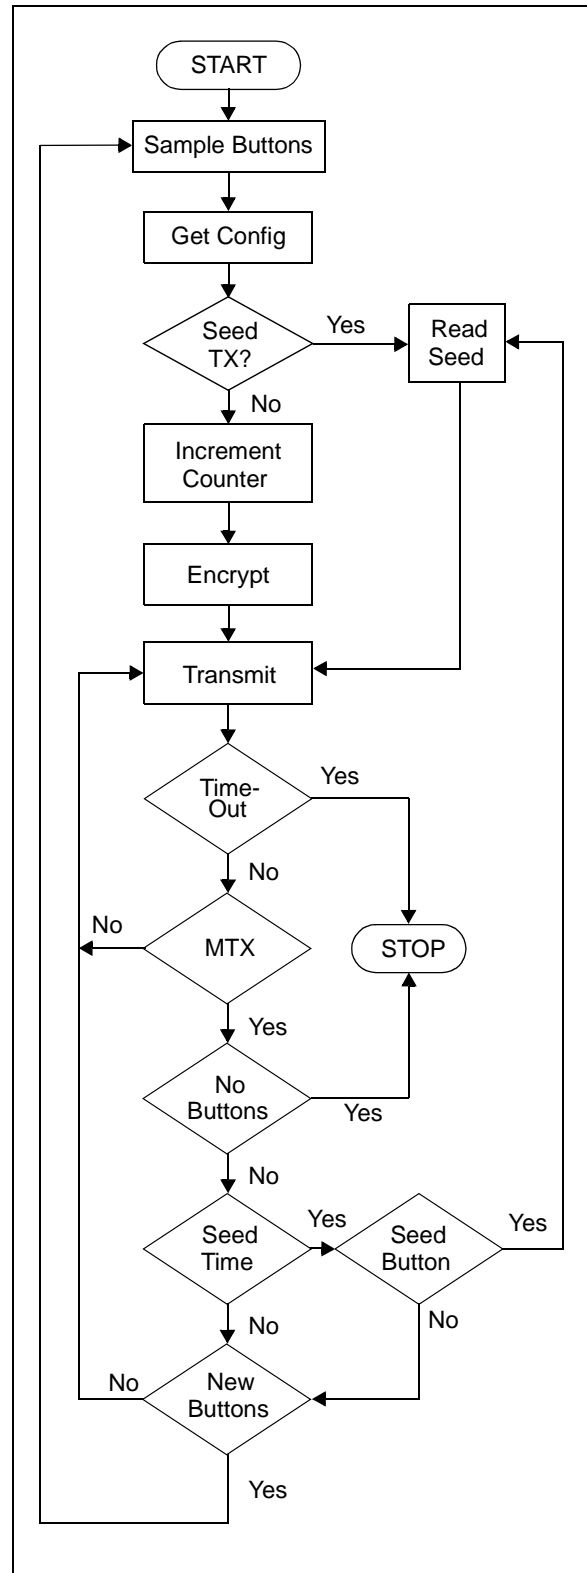 START
Sample Buttons
Get Config
Seed
TX?
Yes
Read
Seed
No
Increment
Counter
Encrypt
Transmit
Time-
Out
Yes
No
No
MTX
STOP
Yes
No
Buttons
Yes
No
Seed
Time
Yes
Seed
Button
Yes
No
No
No
New
Buttons
Yes